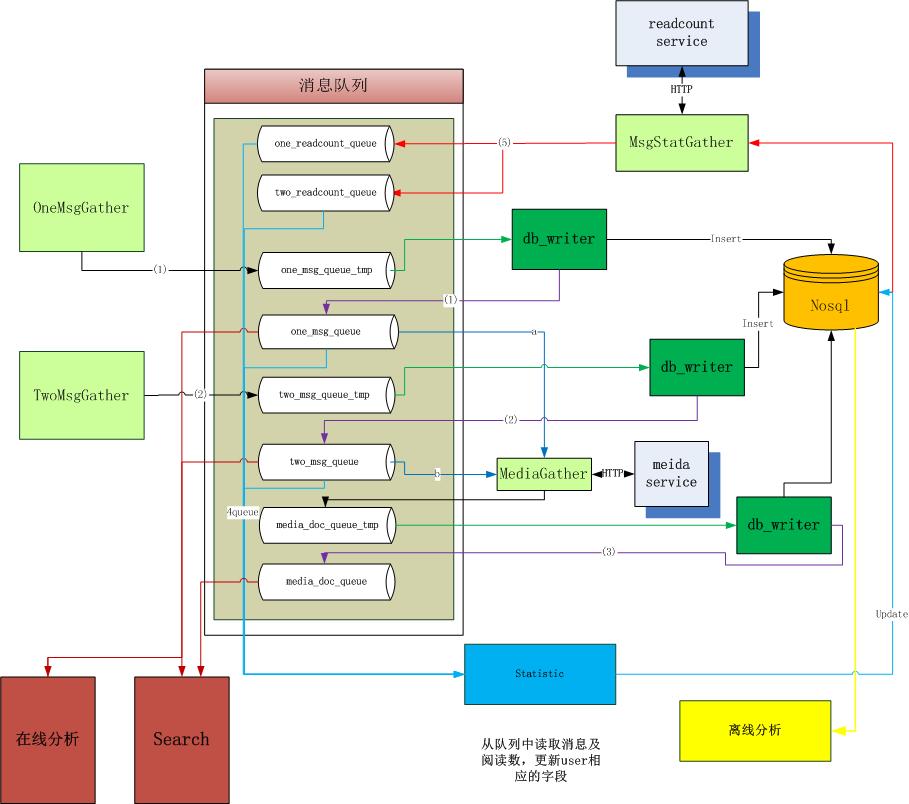 readcount
service
HTTP
消息队列
one_readcount_queue
(5)
MsgStatGather
two_readcount_queue
OneMsgGather
db_writer
Insert
(1)
one_msg_queue_tmp
(1)
Nosql
one_msg_queue
a
Insert
TwoMsgGather
(2)
two_msg_queue_tmp
db_writer
(2)
two_msg_queue
b
MediaGather
HTTP
meida
service
4queue
media_doc_queue_tmp
db_writer
(3)
media_doc_queue
Update
Statistic
在线分析
Search
离线分析
从队列中读取消息及
阅读数，更新user相
应的字段